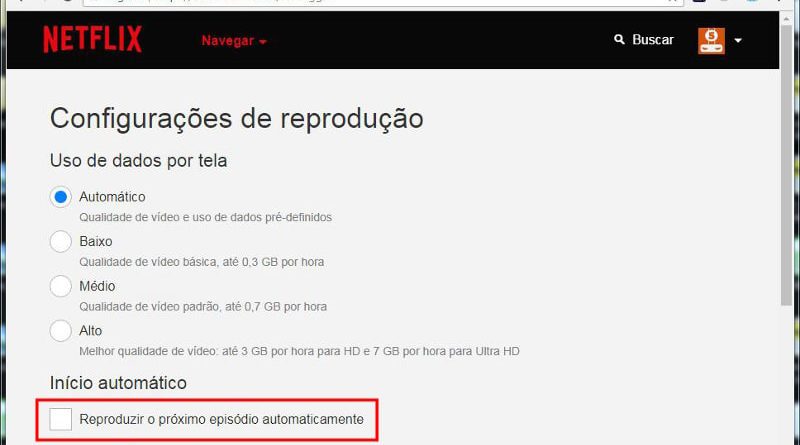 NETFLIX
Navegar
Buscar
Configurações de reprodução
Uso de dados por tela
Automático
Qualidade de vídeo e uso de dados pré-definidos
Baixo
Qualidade de vídeo básica, até 0,3 GB por hora
Médio
Qualidade de vídeo padrão, até 0,7 GB por hora
Alto
Melhor qualidade de vídeo: até 3 GB por hora para HD e 7 GB por hora para Ultra HD
Início automático
Reproduzir o próximo episódio automaticamente